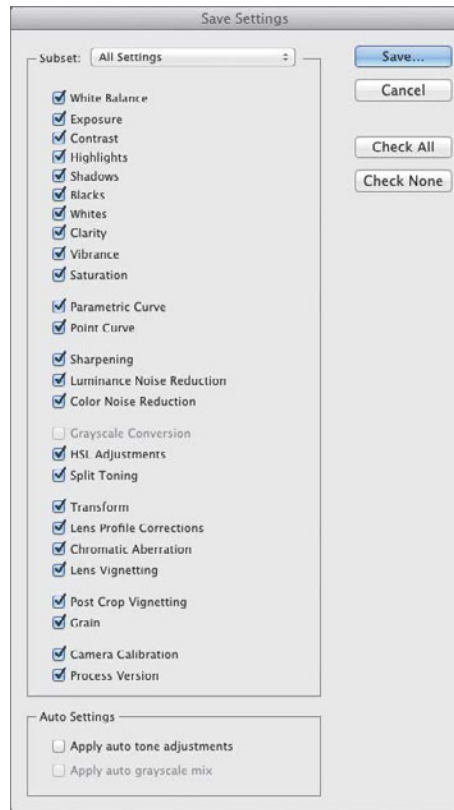 Save Settings
Subset: All Settings
Save...
Cancel
Check All
Check None
White Balance
Exposure
Contrast
Highlights
Shadows
Blacks
Whites
Clarity
Vibrance
Saturation
Parametric Curve
Point Curve
Sharpening
Luminance Noise Reduction
Color Noise Reduction
Grayscale Conversion
HSL Adjustments
Split Toning
Transform
Lens Profile Corrections
Chromatic Aberration
Lens Vignetting
Post Crop Vignetting
Grain
Camera Calibration
Process Version
Auto Settings
Apply auto tone adjustments
Apply auto grayscale mix